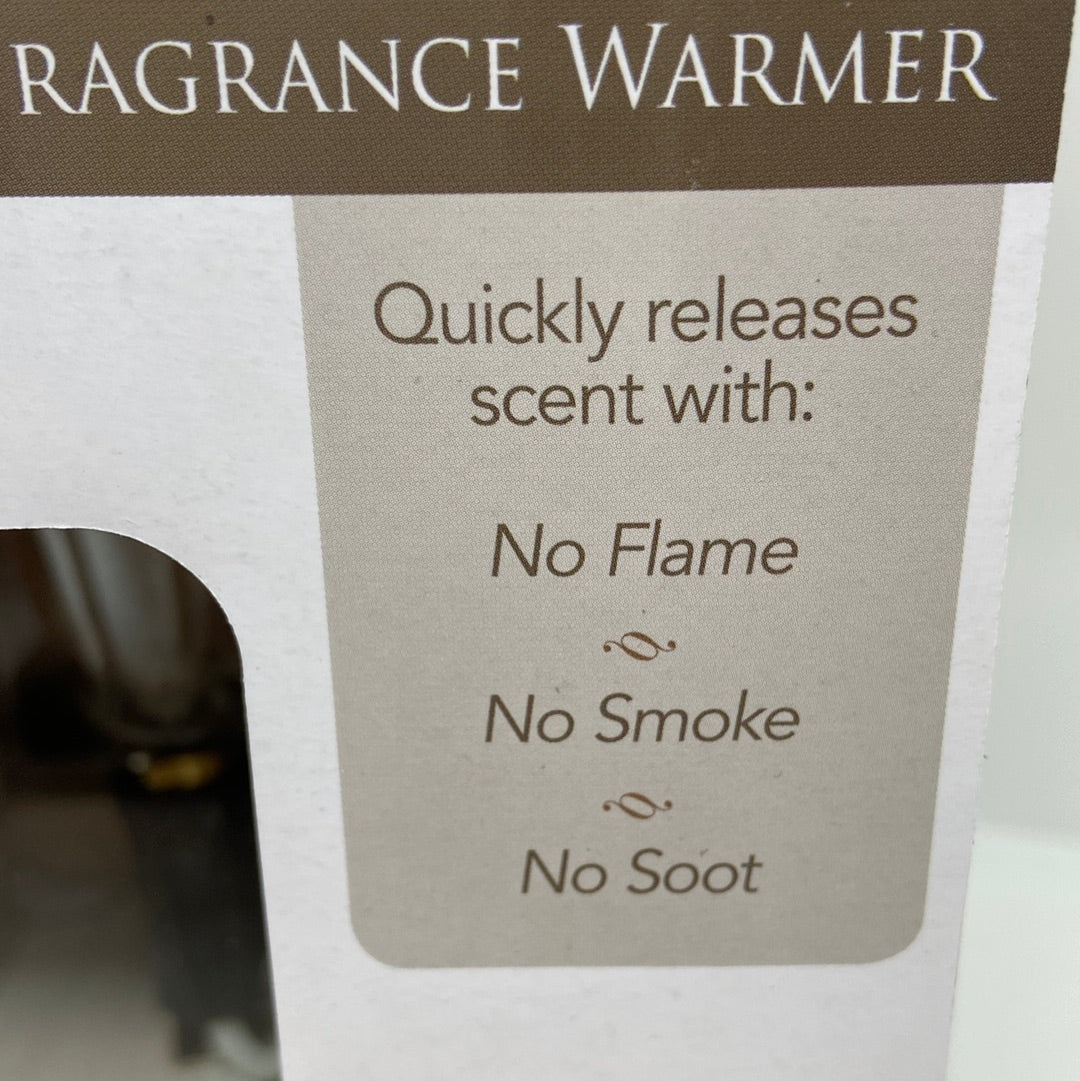 RAGRANCE WARMER
Quickly releases
scent with:
No Flame
No Smoke
No Soot